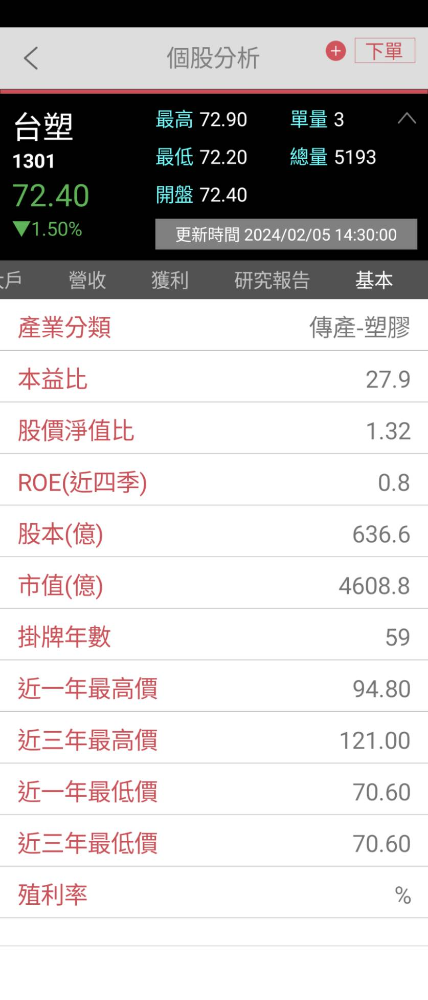 個股分析
下單
台塑
1301
72.40
▼1.50%
最高 72.90
單量 3
最低 72.20
總量 5193
開盤 72.40
更新時間 2024/02/05 14:30:00
戶
營收
獲利
研究報告
基本
產業分類
傳產-塑膠
本益比
27.9
股價淨值比
1.32
ROE(近四季)
0.8
股本(億)
636.6
市值(億)
4608.8
掛牌年數
59
近一年最高價
94.80
近三年最高價
121.00
近一年最低價
70.60
近三年最低價
70.60
殖利率
%